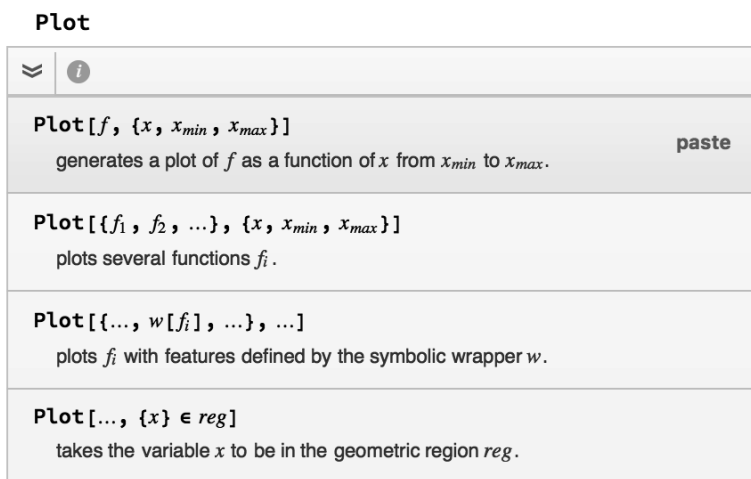 Plot
i
Plot[f, {x, xmin, xmax}]
generates a plot of f as a function of x from xmin to xmax.
paste
Plot[{f1, f2, …}, {x, xmin, xmax}]
plots several functions fi.
Plot[{…, w[fi], …}, …]
plots fi with features defined by the symbolic wrapper w.
Plot[…, {x} ∈ reg]
takes the variable x to be in the geometric region reg.